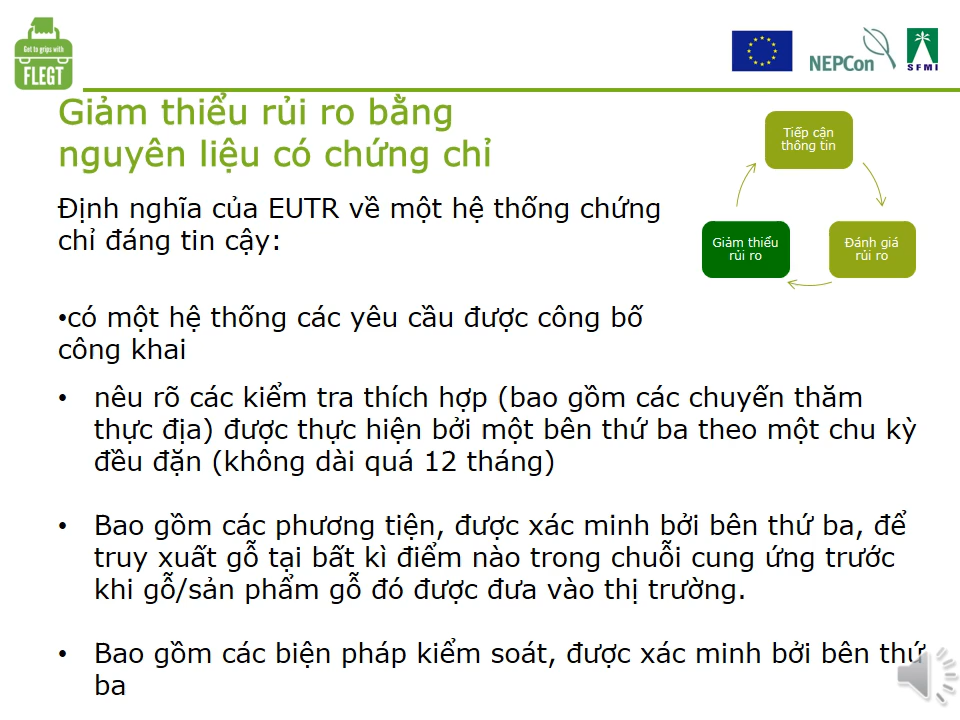 Get to grips with
FLEGT
NEPCon
SFMI
Giảm thiểu rủi ro bằng
nguyên liệu có chứng chỉ
Tiếp cận
thông tin
Giảm thiểu
rủi ro
Đánh giá
rủi ro
Định nghĩa của EUTR về một hệ thống chứng
chỉ đáng tin cậy:
•có một hệ thống các yêu cầu được công bố
công khai
• nêu rõ các kiểm tra thích hợp (bao gồm các chuyến thăm
thực địa) được thực hiện bởi một bên thứ ba theo một chu kỳ
đều đặn (không dài quá 12 tháng)
• Bao gồm các phương tiện, được xác minh bởi bên thứ ba, để
truy xuất gỗ tại bất kì điểm nào trong chuỗi cung ứng trước
khi gỗ/sản phẩm gỗ đó được đưa vào thị trường.
• Bao gồm các biện pháp kiểm soát, được xác minh bởi bên thứ
ba